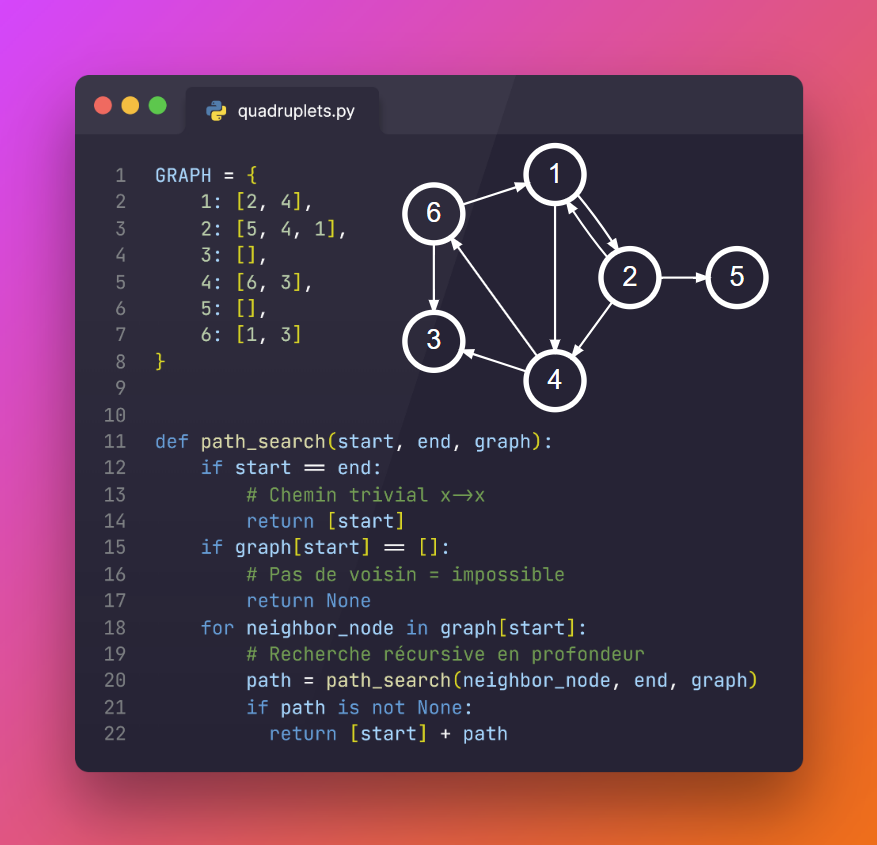 quadruplets.py
1 GRAPH = {
2     1: [2, 4],
3     2: [5, 4, 1],
4     3: [],
5     4: [6, 3],
6     5: [],
7     6: [1, 3]
8 }
9
10
11 def path_search(start, end, graph):
12     if start == end:
13         # Chemin trivial x->x
14         return [start]
15     if graph[start] == []:
16         # Pas de voisin = impossible
17         return None
18     for neighbor_node in graph[start]:
19         # Recherche récursive en profondeur
20         path = path_search(neighbor_node, end, graph)
21         if path is not None:
22           return [start] + path
1
6
2
5
3
4